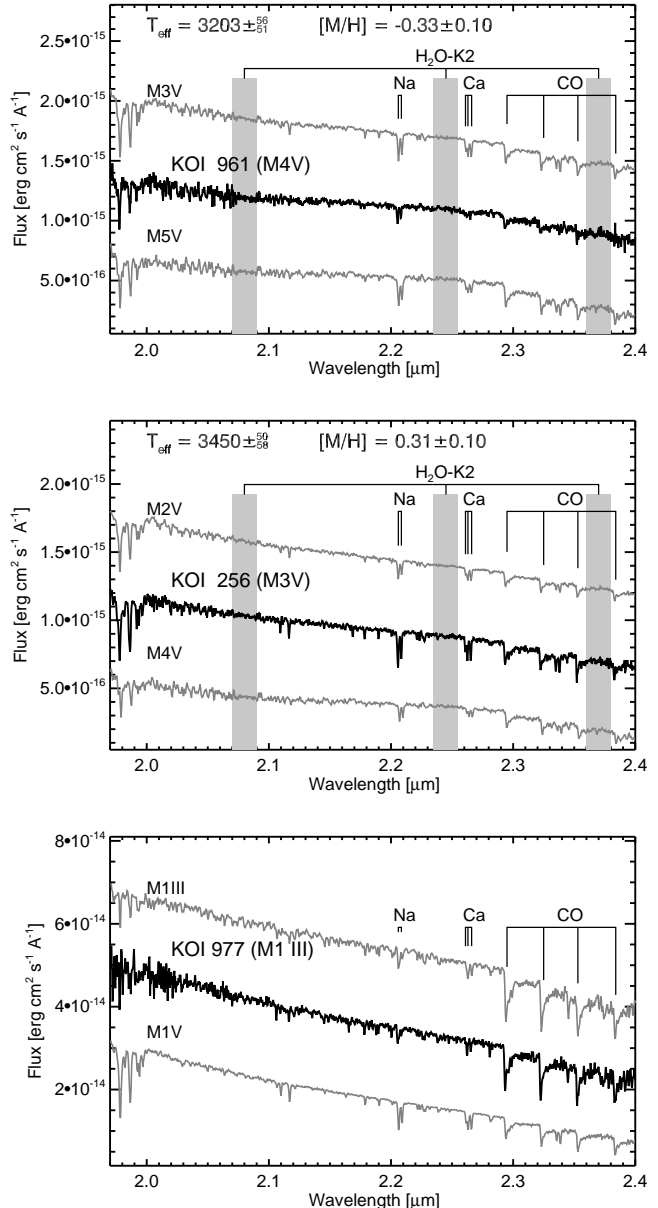 T_eff = 3203±⁵⁶₅₁ [M/H] = -0.33±0.10
H₂O-K2
2.5•10⁻¹⁵
Na Ca CO
M3V
2.0•10⁻¹⁵
1.5•10⁻¹⁵
KOI 961 (M4V)
1.0•10⁻¹⁵
M5V
5.0•10⁻¹⁶
Flux [erg cm⁻² s⁻¹ A⁻¹]
2.0 2.1 2.2 2.3 2.4
Wavelength [μm]
T_eff = 3450±⁵⁰₅₈ [M/H] = 0.31±0.10
H₂O-K2
2.0•10⁻¹⁵
Na Ca CO
M2V
1.5•10⁻¹⁵
KOI 256 (M3V)
1.0•10⁻¹⁵
M4V
5.0•10⁻¹⁶
Flux [erg cm⁻² s⁻¹ A⁻¹]
2.0 2.1 2.2 2.3 2.4
Wavelength [μm]
8•10⁻¹⁴
M1III
Na Ca CO
6•10⁻¹⁴
KOI 977 (M1 III)
4•10⁻¹⁴
M1V
2•10⁻¹⁴
Flux [erg cm⁻² s⁻¹ A⁻¹]
2.0 2.1 2.2 2.3 2.4
Wavelength [μm]